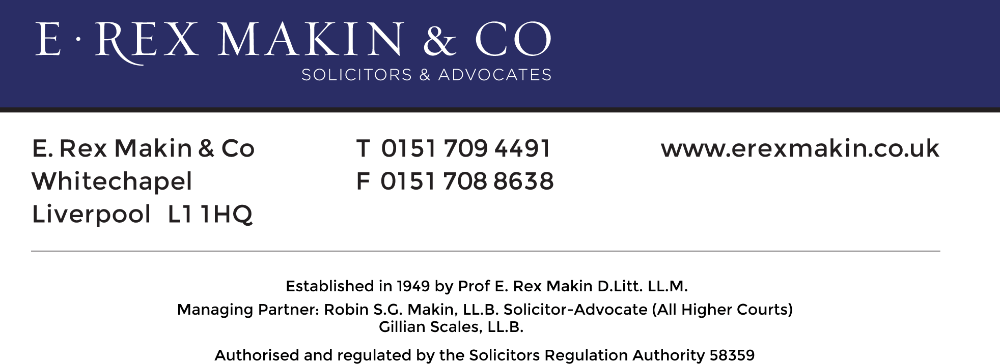 E · REX MAKIN & CO
SOLICITORS & ADVOCATES
E. Rex Makin & Co
Whitechapel
Liverpool L1 1HQ
T 0151 709 4491
F 0151 708 8638
www.erexmakin.co.uk
Established in 1949 by Prof E. Rex Makin D.Litt. LL.M.
Managing Partner: Robin S.G. Makin, LL.B. Solicitor-Advocate (All Higher Courts)
Gillian Scales, LL.B.
Authorised and regulated by the Solicitors Regulation Authority 58359